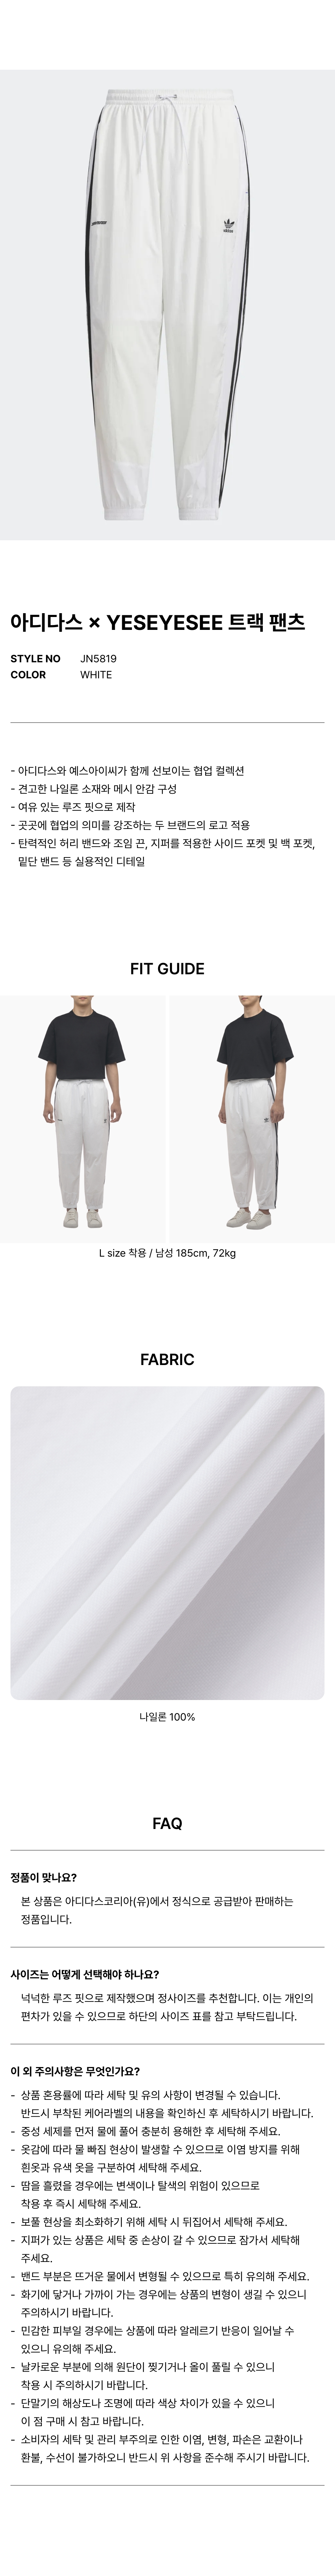 아디다스 × YESEYESEE 트랙 팬츠
STYLE NO JN5819
COLOR WHITE
- 아디다스와 예스아이씨가 함께 선보이는 협업 컬렉션
- 견고한 나일론 소재와 메시 안감 구성
- 여유 있는 루즈 핏으로 제작
- 곳곳에 협업의 의미를 강조하는 두 브랜드의 로고 적용
- 탄력적인 허리 밴드와 조임 끈, 지퍼를 적용한 사이드 포켓 및 백 포켓,
밑단 밴드 등 실용적인 디테일
FIT GUIDE
L size 착용 / 남성 185cm, 72kg
FABRIC
나일론 100%
FAQ
정품이 맞나요?
본 상품은 아디다스코리아(유)에서 정식으로 공급받아 판매하는
정품입니다.
사이즈는 어떻게 선택해야 하나요?
넉넉한 루즈 핏으로 제작했으며 정사이즈를 추천합니다. 이는 개인의
편차가 있을 수 있으므로 하단의 사이즈 표를 참고 부탁드립니다.
이 외 주의사항은 무엇인가요?
- 상품 혼용률에 따라 세탁 및 유의 사항이 변경될 수 있습니다.
반드시 부착된 케어라벨의 내용을 확인하신 후 세탁하시기 바랍니다.
- 중성 세제를 먼저 물에 풀어 충분히 용해한 후 세탁해 주세요.
- 옷감에 따라 물 빠짐 현상이 발생할 수 있으므로 이염 방지를 위해
흰옷과 유색 옷을 구분하여 세탁해 주세요.
- 땀을 흘렸을 경우에는 변색이나 탈색의 위험이 있으므로
착용 후 즉시 세탁해 주세요.
- 보풀 현상을 최소화하기 위해 세탁 시 뒤집어서 세탁해 주세요.
- 지퍼가 있는 상품은 세탁 중 손상이 갈 수 있으므로 잠가서 세탁해
주세요.
- 밴드 부분은 뜨거운 물에서 변형될 수 있으므로 특히 유의해 주세요.
- 화기에 닿거나 가까이 가는 경우에는 상품의 변형이 생길 수 있으니
주의하시기 바랍니다.
- 민감한 피부일 경우에는 상품에 따라 알레르기 반응이 일어날 수
있으니 유의해 주세요.
- 날카로운 부분에 의해 원단이 찢기거나 올이 풀릴 수 있으니
착용 시 주의하시기 바랍니다.
- 단말기의 해상도나 조명에 따라 색상 차이가 있을 수 있으니
이 점 구매 시 참고 바랍니다.
- 소비자의 세탁 및 관리 부주의로 인한 이염, 변형, 파손은 교환이나
환불, 수선이 불가하오니 반드시 위 사항을 준수해 주시기 바랍니다.